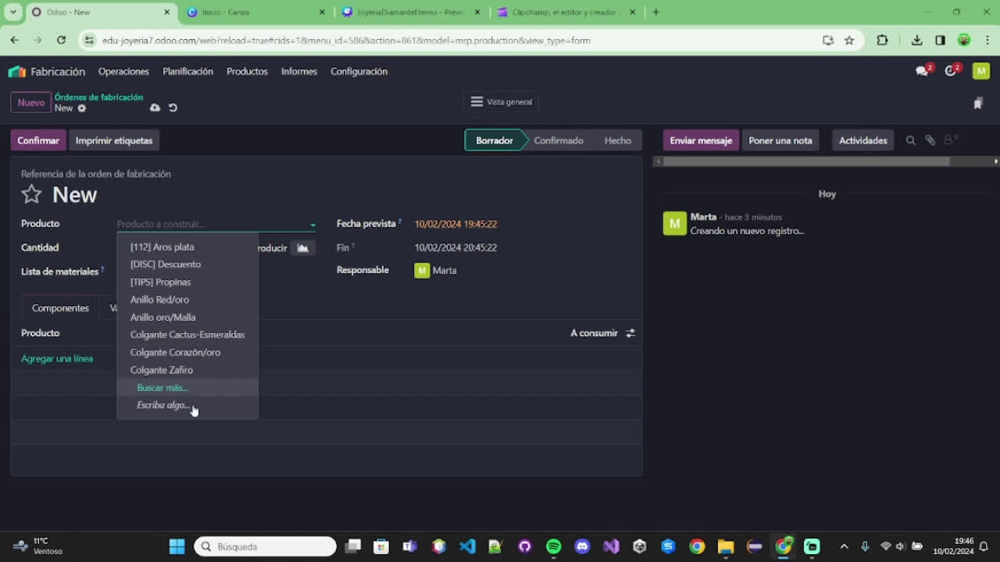 Odoo - New
Inicio - Canva
JoyeriaDiamanteEterno - Prese
Clipchamp; el editor y creador
edu-joyeria7.odoo.com/web?reload=true#cids=1&menu_id=586&action=861&model=mrp.production&view_type=form
Fabricación Operaciones Planificación Productos Informes Configuración
2 2 M
Nuevo
Órdenes de fabricación
New
Vista general
Confirmar Imprimir etiquetas
Borrador Confirmado Hecho
Enviar mensaje Poner una nota Actividades
Referencia de la orden de fabricación
New
Producto Producto a construir...
Cantidad
roducir
Lista de materiales ?
Fecha prevista ? 10/02/2024 19:45:22
Fin ? 10/02/2024 20:45:22
Responsable M Marta
[112] Aros plata
[DISC] Descuento
[TIPS] Propinas
Anillo Red/oro
Anillo oro/Malla
Colgante Cactus-Esmeraldas
Colgante Corazón/oro
Colgante Zafiro
Buscar más...
Escriba algo...
Componentes
Producto A consumir
Agregar una línea
Hoy
M Marta - hace 3 minutos
Creando un nuevo registro...
11°C
Ventoso
Búsqueda
19:46
10/02/2024